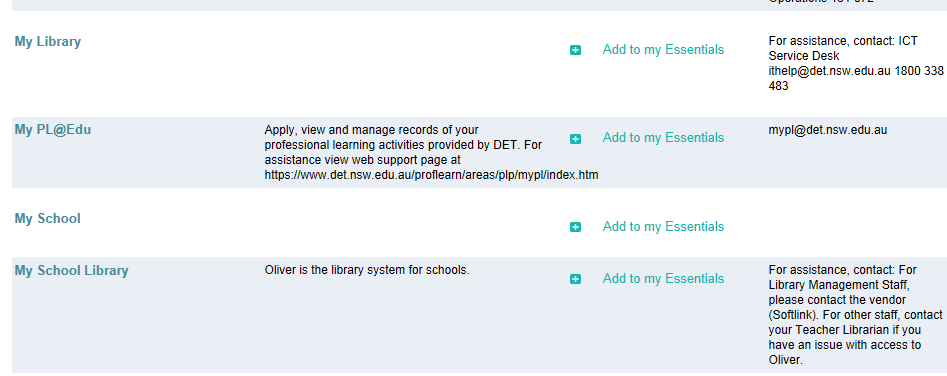 Operations 131 072
My Library
Add to my Essentials
For assistance, contact: ICT
Service Desk
ithelp@det.nsw.edu.au 1800 338
483
My PL@Edu
Apply, view and manage records of your
professional learning activities provided by DET. For
assistance view web support page at
https://www.det.nsw.edu.au/proflearn/areas/plp/mypl/index.htm
Add to my Essentials
mypl@det.nsw.edu.au
My School
Add to my Essentials
My School Library
Oliver is the library system for schools.
Add to my Essentials
For assistance, contact: For
Library Management Staff,
please contact the vendor
(Softlink). For other staff, contact
your Teacher Librarian if you
have an issue with access to
Oliver.